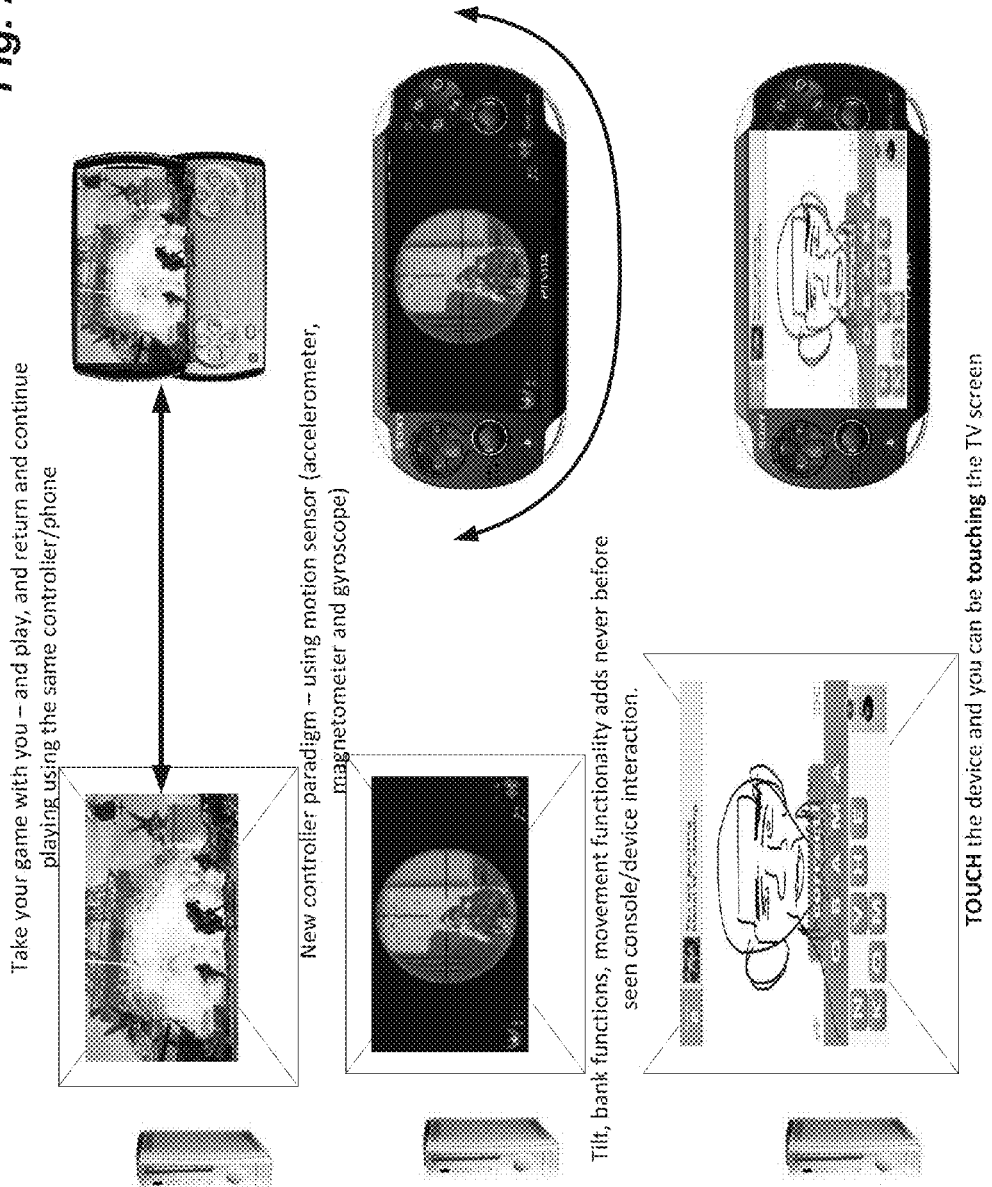 Fig.
Take your game with you – and play, and return and continue
playing using the same controller/phone
New controller paradigm – using motion sensor (accelerometer,
magnetometer and gyroscope)
Tilt, bank functions, movement functionality adds never before
seen console/device interaction.
TOUCH the device and you can be touching the TV screen